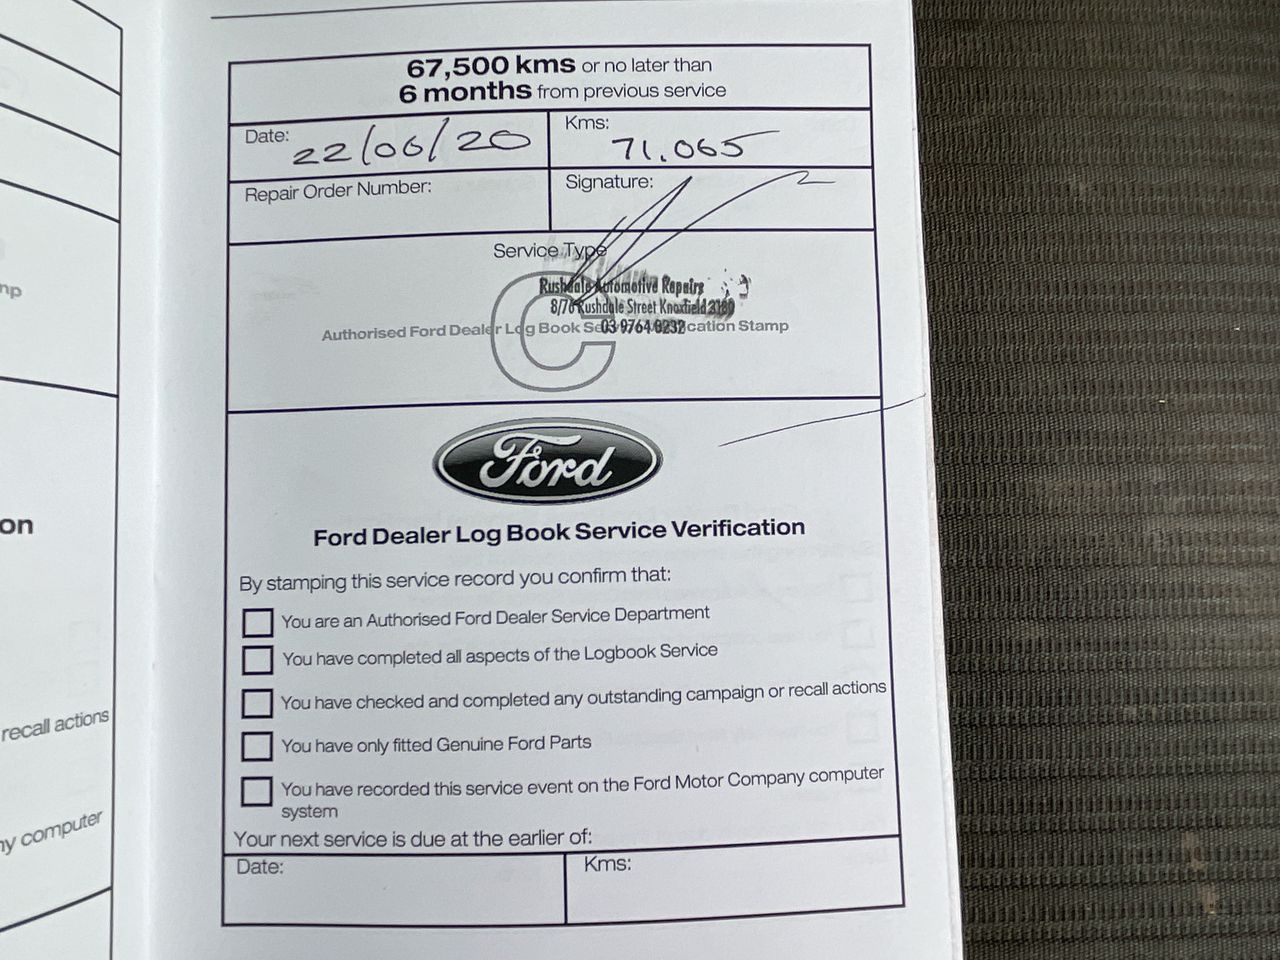 67,500 kms or no later than
6 months from previous service
Date: 22/06/20
Kms: 71.065
Repair Order Number:
Signature:
Service Type
C
Rushdale Automotive Repairs
8/76 Rushdale Street Knoxfield 3180
03 9764 8232
Authorised Ford Dealer Log Book Se cation Stamp
Ford
Ford Dealer Log Book Service Verification
By stamping this service record you confirm that:
You are an Authorised Ford Dealer Service Department
You have completed all aspects of the Logbook Service
You have checked and completed any outstanding campaign or recall actions
You have only fitted Genuine Ford Parts
You have recorded this service event on the Ford Motor Company computer
system
Your next service is due at the earlier of:
Date:
Kms:
np
on
recall actions
computer